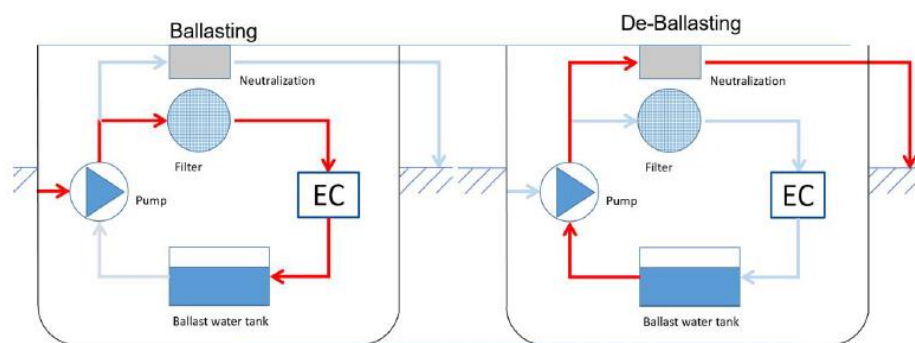 Ballasting
De-Ballasting
Neutralization
Neutralization
Filter
Filter
EC
EC
Pump
Pump
Ballast water tank
Ballast water tank